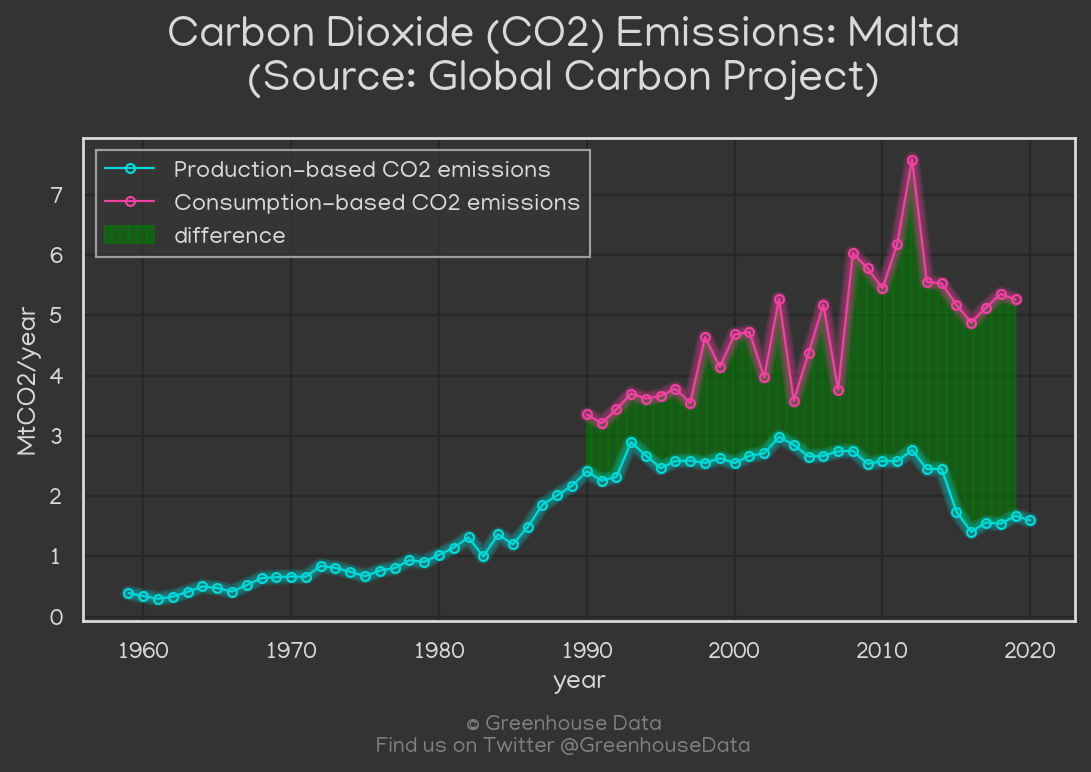 Carbon Dioxide (CO2) Emissions: Malta
(Source: Global Carbon Project)
Production-based CO2 emissions
Consumption-based CO2 emissions
difference
MtCO2/year
7
6
5
4
3
2
1
0
1960 1970 1980 1990 2000 2010 2020
year
© Greenhouse Data
Find us on Twitter @GreenhouseData